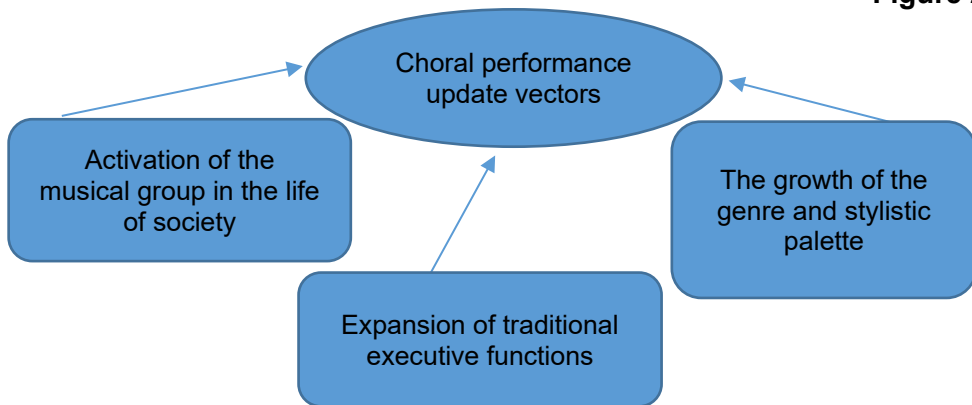 Figure
Choral performance
update vectors
Activation of the
musical group in the life
of society
The growth of the
genre and stylistic
palette
Expansion of traditional
executive functions